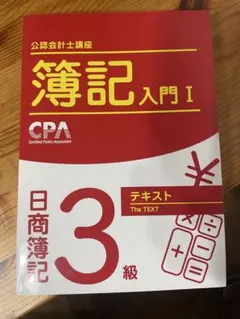 公認会計士講座
簿記入門 I
CPA
Certified Public Accountant
日商簿記
3級
テキスト
The TEXT